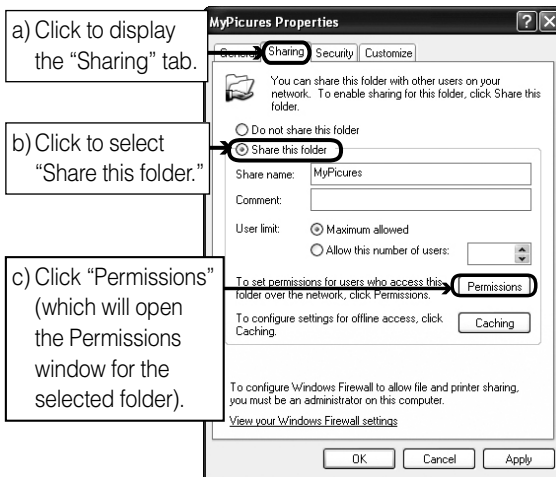 a) Click to display
the “Sharing” tab.
b) Click to select
“Share this folder.”
c) Click “Permissions”
(which will open
the Permissions
window for the
selected folder).
MyPicures Properties
General Sharing Security Customize
You can share this folder with other users on your
network. To enable sharing for this folder, click Share this
folder.
Do not share this folder
Share this folder
Share name: MyPicures
Comment:
User limit: Maximum allowed
Allow this number of users:
To set permissions for users who access this
folder over the network, click Permissions.
Permissions
To configure settings for offline access, click
Caching.
Caching
To configure Windows Firewall to allow file and printer sharing,
you must be an administrator on this computer.
View your Windows Firewall settings
OK Cancel Apply